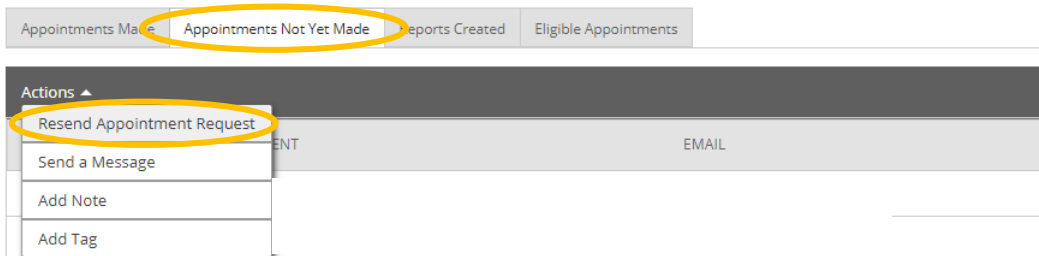 Appointments Made Appointments Not Yet Made Reports Created Eligible Appointments
Actions
Resend Appointment Request
ENT EMAIL
Send a Message
Add Note
Add Tag